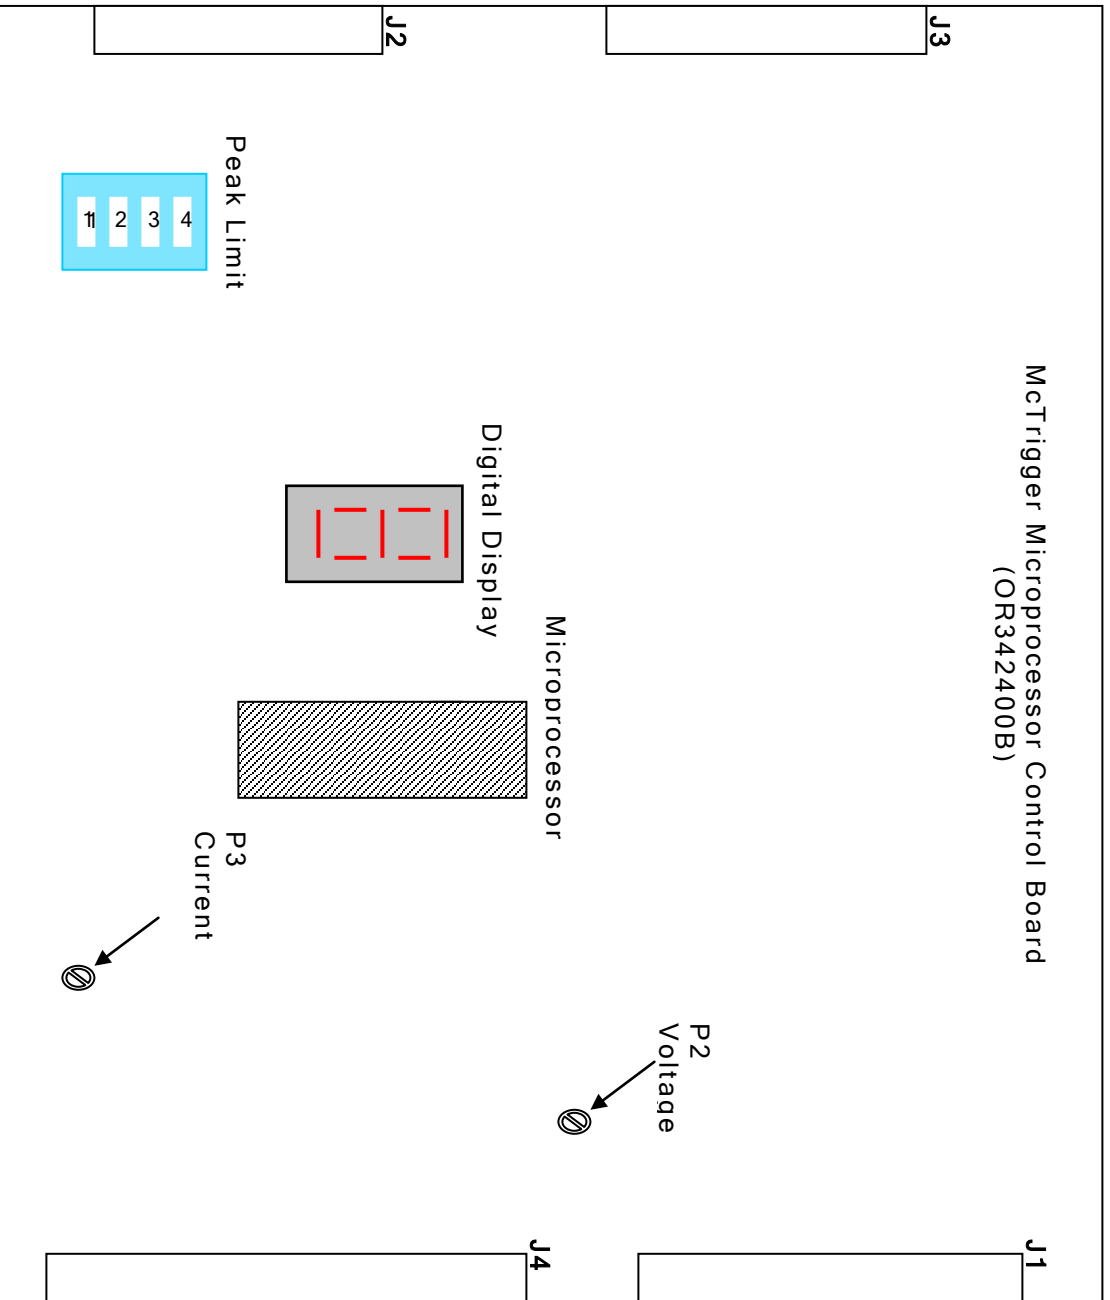 McTrigger Microprocessor Control Board
(OR342400B)
J3
J1
J2
J4
P2
Voltage
Microprocessor
Digital Display
Peak Limit
P3
Current
1
2
3
4